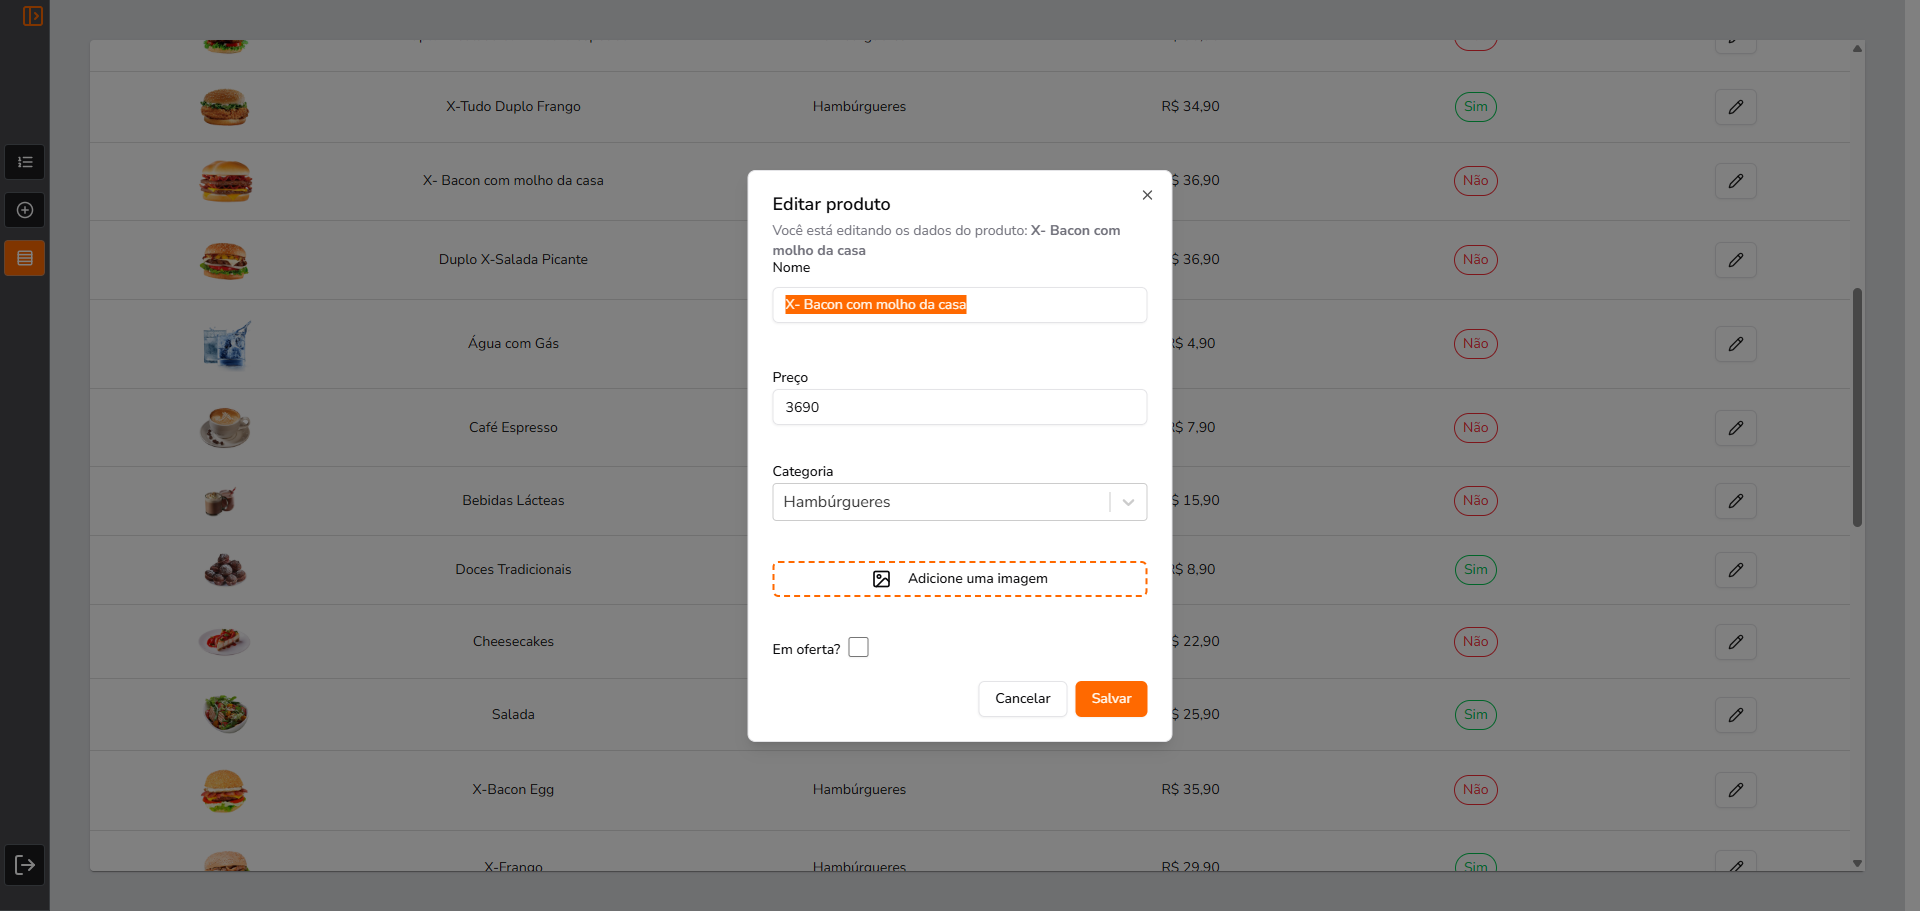 X-Tudo Duplo Frango Hambúrgueres R$ 34,90 Sim
X- Bacon com molho da casa $ 36,90 Não
Editar produto
Você está editando os dados do produto: X- Bacon com
molho da casa
Duplo X-Salada Picante $ 36,90 Não
Nome
X- Bacon com molho da casa
Água com Gás R$ 4,90 Não
Preço
3690
Café Espresso R$ 7,90 Não
Categoria
Hambúrgueres
Bebidas Lácteas $ 15,90 Não
Doces Tradicionais R$ 8,90 Sim
Adicione uma imagem
Cheesecakes $ 22,90 Não
Em oferta?
Cancelar Salvar
Salada $ 25,90 Sim
X-Bacon Egg Hambúrgueres R$ 35,90 Não
X-Frango Hambúrgueres R$ 29,90 Sim